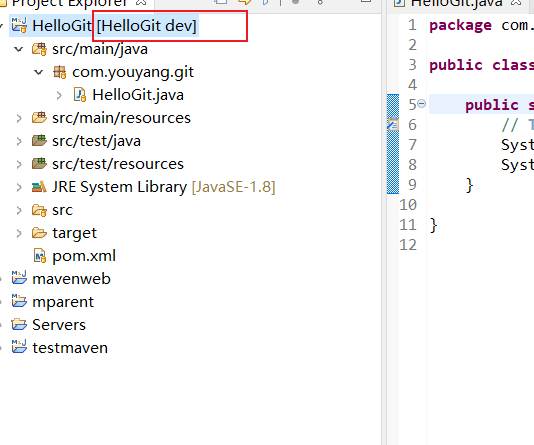 Project Explorer
HelloGit.java
HelloGit [HelloGit dev]
src/main/java
com.youyang.git
HelloGit.java
src/main/resources
src/test/java
src/test/resources
JRE System Library [JavaSE-1.8]
src
target
pom.xml
mavenweb
mparent
Servers
testmaven
1 package com.
2
3 public class
4
5 public s
6 // T
7 Syst
8 Syst
9 }
10
11 }
12